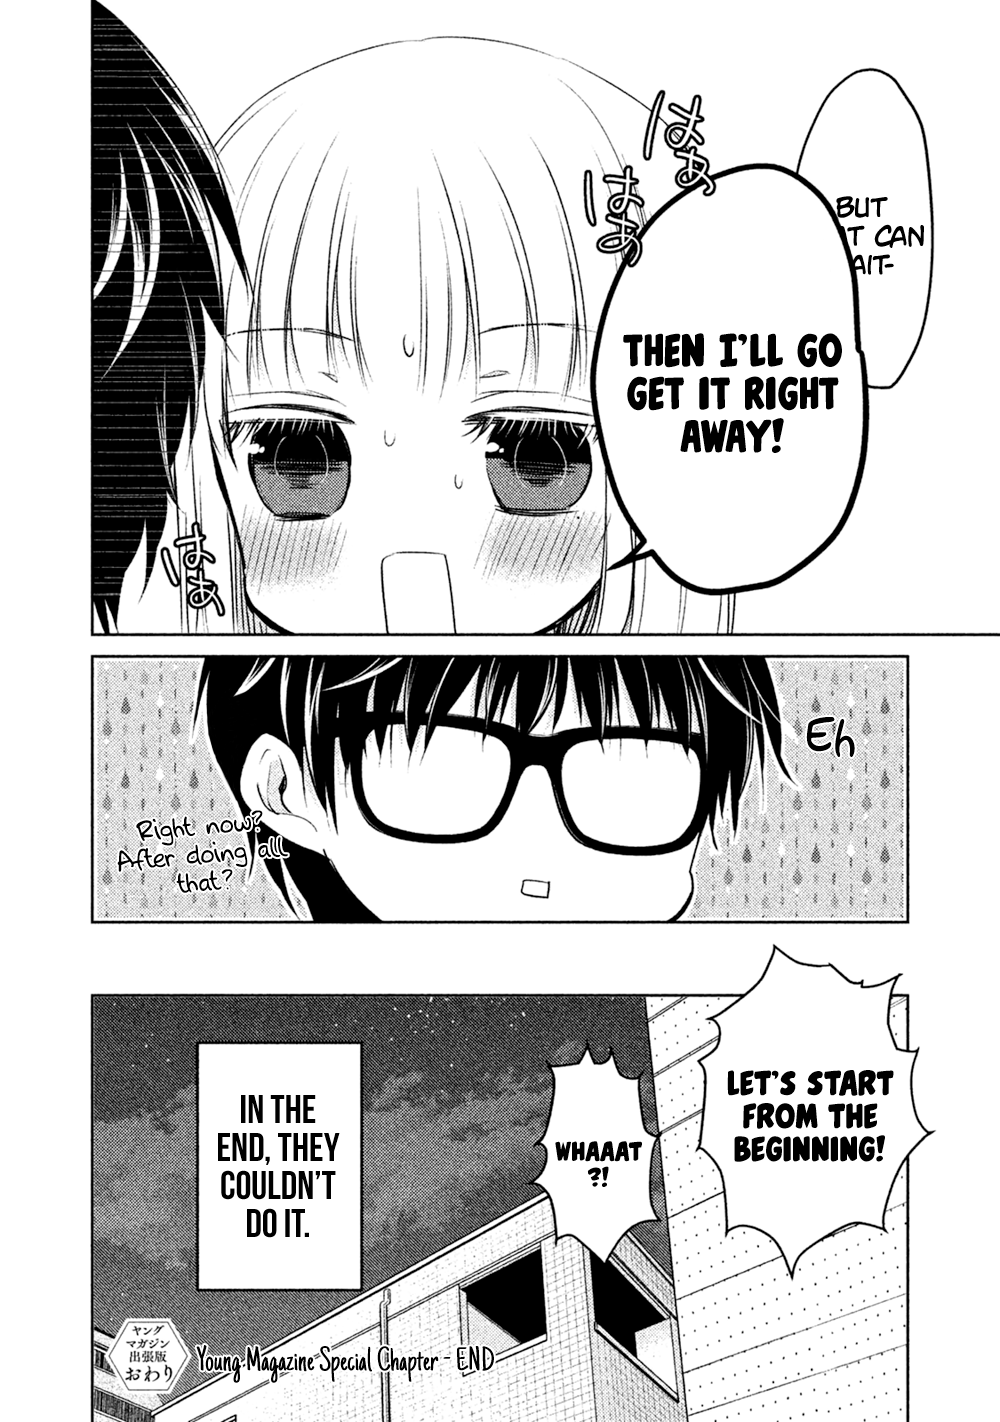 BUT
IT CAN
AIT-
はぁ
はぁ
THEN I'LL GO
GET IT RIGHT
AWAY!
はぁ
Eh
Right now?
After doing all
that?
LET'S START
FROM THE
BEGINNING!
WHAAAT
?!
IN THE
END, THEY
COULDN'T
DO IT.
ヤング
マガジン
出張版
おわり
Young Magazine Special Chapter - END